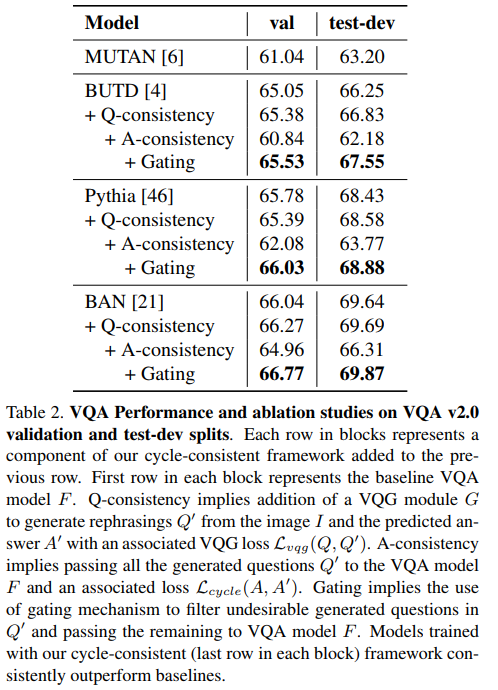 Model val test-dev
MUTAN [6] 61.04 63.20
BUTD [4] 65.05 66.25
+ Q-consistency 65.38 66.83
+ A-consistency 60.84 62.18
+ Gating 65.53 67.55
Pythia [46] 65.78 68.43
+ Q-consistency 65.39 68.58
+ A-consistency 62.08 63.77
+ Gating 66.03 68.88
BAN [21] 66.04 69.64
+ Q-consistency 66.27 69.69
+ A-consistency 64.96 66.31
+ Gating 66.77 69.87
Table 2. VQA Performance and ablation studies on VQA v2.0
validation and test-dev splits. Each row in blocks represents a
component of our cycle-consistent framework added to the pre-
vious row. First row in each block represents the baseline VQA
model F. Q-consistency implies addition of a VQG module G
to generate rephrasings Q′ from the image I and the predicted an-
swer A′ with an associated VQG loss ℒvqg(Q, Q′). A-consistency
implies passing all the generated questions Q′ to the VQA model
F and an associated loss ℒcycle(A, A′). Gating implies the use
of gating mechanism to filter undesirable generated questions in
Q′ and passing the remaining to VQA model F. Models trained
with our cycle-consistent (last row in each block) framework con-
sistently outperform baselines.